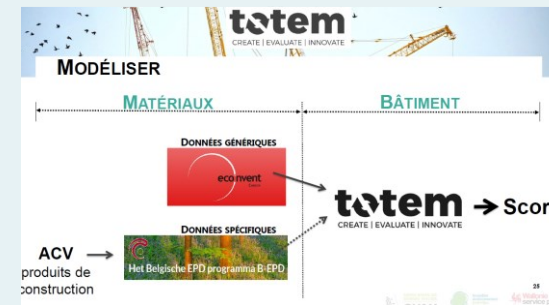 totem
CREATE | EVALUATE | INNOVATE
MODÉLISER
MATÉRIAUX
BÂTIMENT
DONNÉES GÉNÉRIQUES
ecoinvent
totem
CREATE | EVALUATE | INNOVATE
Scor
DONNÉES SPÉCIFIQUES
Het Belgische EPD programma B-EPD
ACV
produits de
construction
28